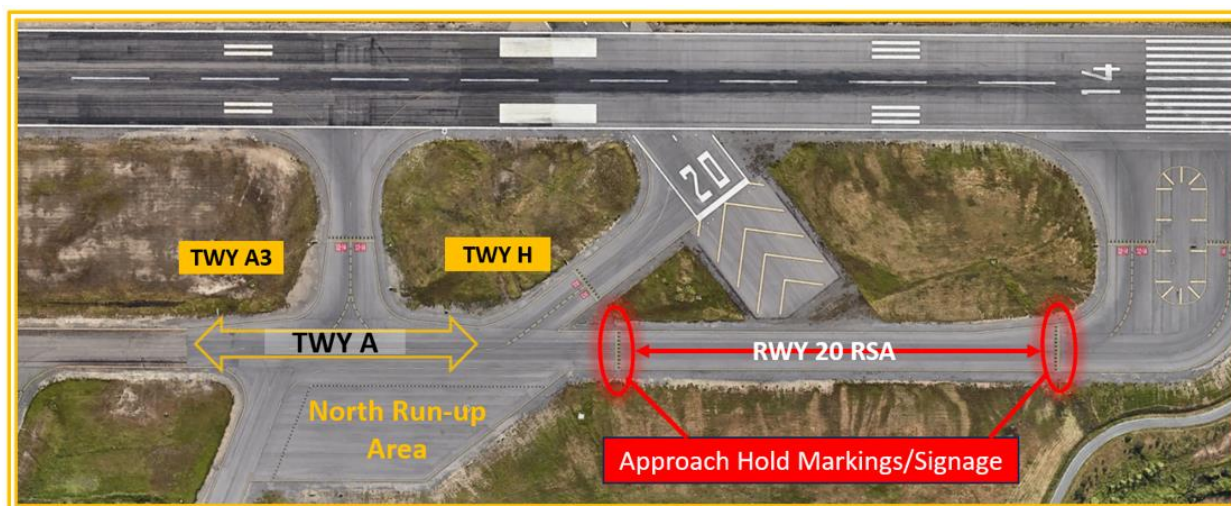 14
20
TWY A3
TWY H
TWY A
RWY 20 RSA
North Run-up
Area
Approach Hold Markings/Signage